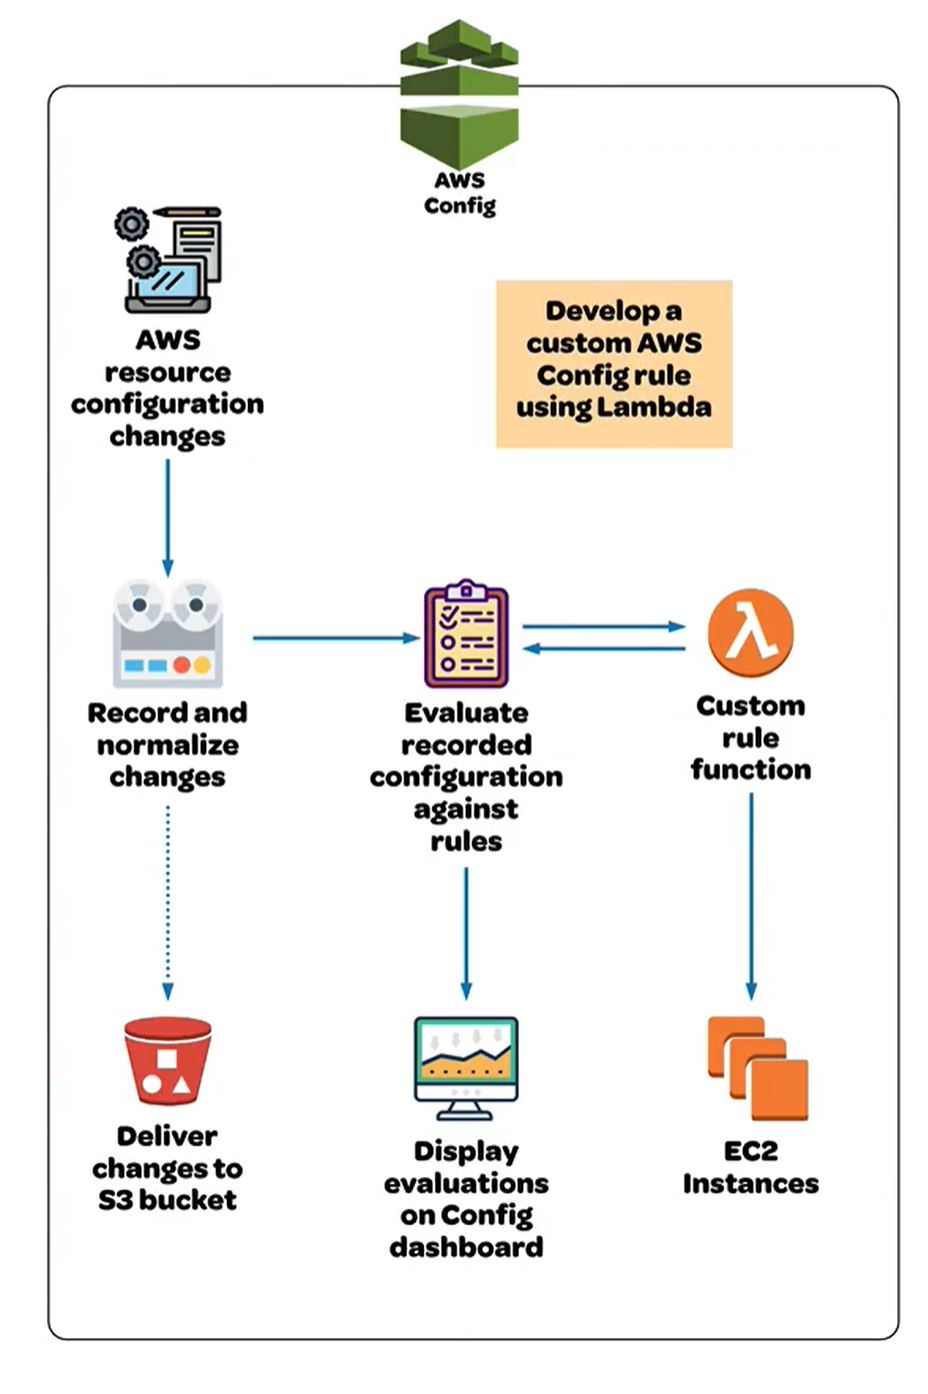 AWS
Config
AWS
resource
configuration
changes
Develop a
custom AWS
Config rule
using Lambda
Record and
normalize
changes
Evaluate
recorded
configuration
against
rules
Custom
rule
function
Deliver
changes to
S3 bucket
Display
evaluations
on Config
dashboard
EC2
Instances